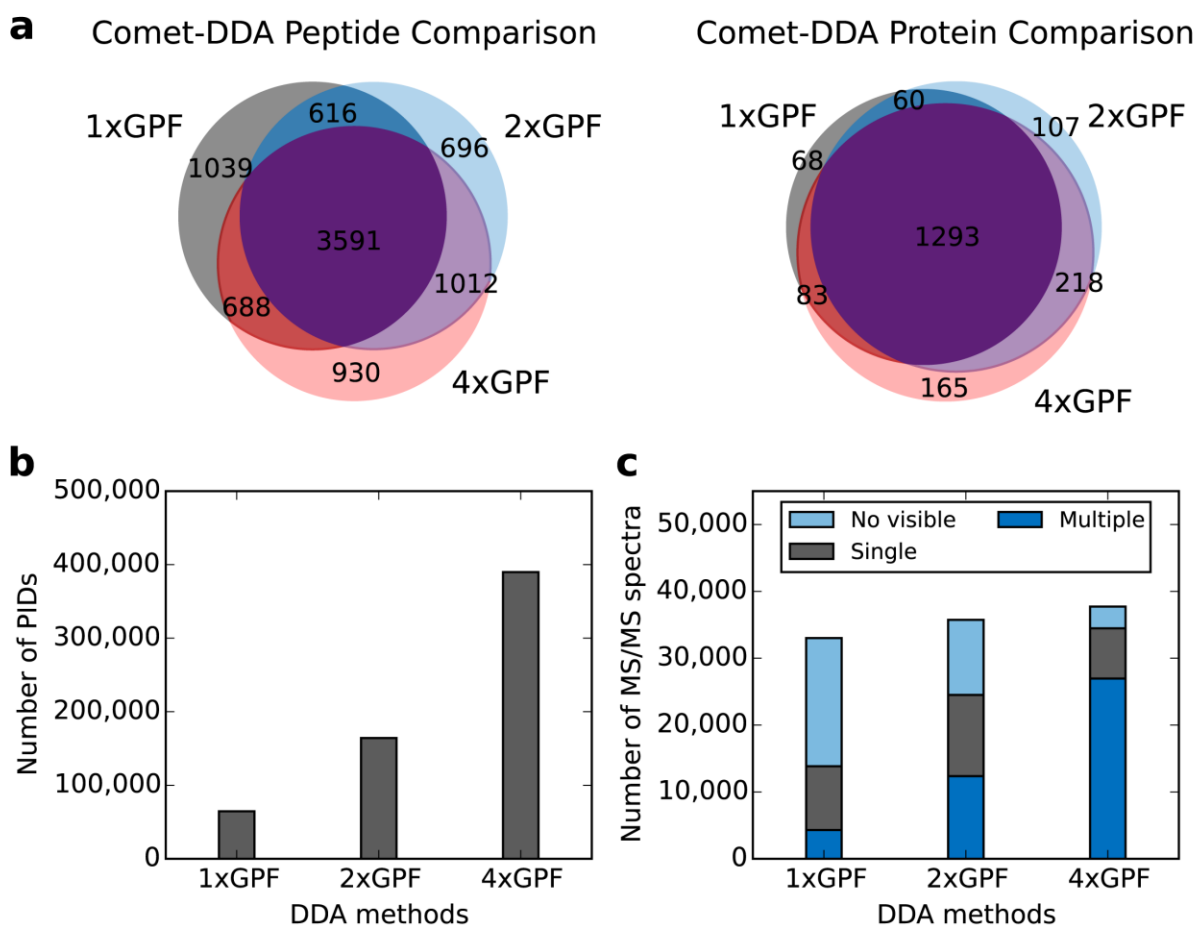 a
Comet-DDA Peptide Comparison
1xGPF
2xGPF
4xGPF
616
696
1039
3591
1012
688
930
Comet-DDA Protein Comparison
1xGPF
2xGPF
4xGPF
60
107
68
1293
218
83
165
b
Number of PIDs
500,000
400,000
300,000
200,000
100,000
0
1xGPF
2xGPF
4xGPF
DDA methods
c
Number of MS/MS spectra
50,000
40,000
30,000
20,000
10,000
0
No visible
Multiple
Single
1xGPF
2xGPF
4xGPF
DDA methods